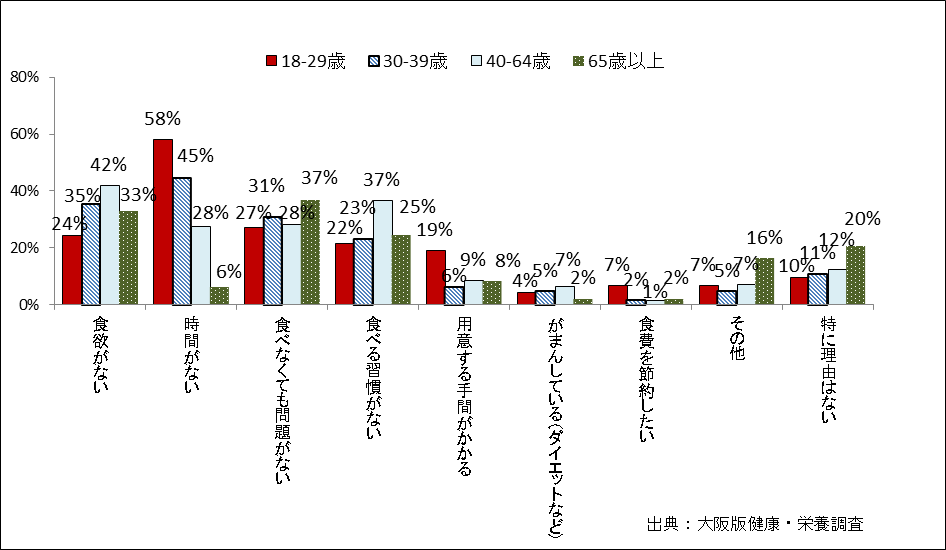 18-29歳 30-39歳 40-64歳 65歳以上
80%
60%
40%
20%
0%
24% 35% 42% 33%
58% 45% 28% 6%
27% 31% 28% 37%
22% 23% 37% 25%
19% 6% 9% 8%
4% 5% 7% 2%
7% 2% 1% 2%
7% 5% 7% 16%
10% 11% 12% 20%
食欲がない
時間がない
食べなくても問題がない
食べる習慣がない
用意する手間がかかる
がまんしている(ダイエットなど)
食費を節約したい
その他
特に理由はない
出典：大阪版健康・栄養調査